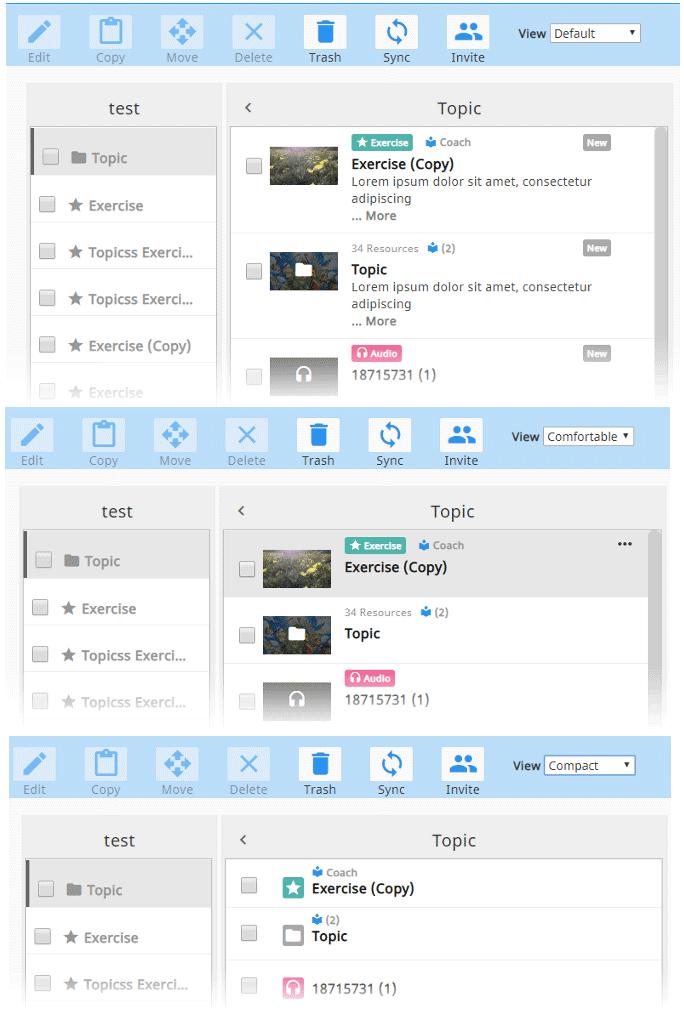 Edit Copy Move Delete Trash Sync Invite View Default
test
Topic
Topic
Exercise
Topicss Exerci...
Topicss Exerci...
Exercise (Copy)
Exercise
Exercise Coach New
Exercise (Copy)
Lorem ipsum dolor sit amet, consectetur
adipiscing
... More
34 Resources (2) New
Topic
Lorem ipsum dolor sit amet, consectetur
adipiscing
... More
Audio New
18715731 (1)
Edit Copy Move Delete Trash Sync Invite View Comfortable
test
Topic
Topic
Exercise
Topicss Exerci...
Topicss Exerci...
Exercise Coach
Exercise (Copy)
34 Resources (2)
Topic
Audio
18715731 (1)
Edit Copy Move Delete Trash Sync Invite View Compact
test
Topic
Topic
Exercise
Topicss Exerci...
Coach
Exercise (Copy)
(2)
Topic
18715731 (1)